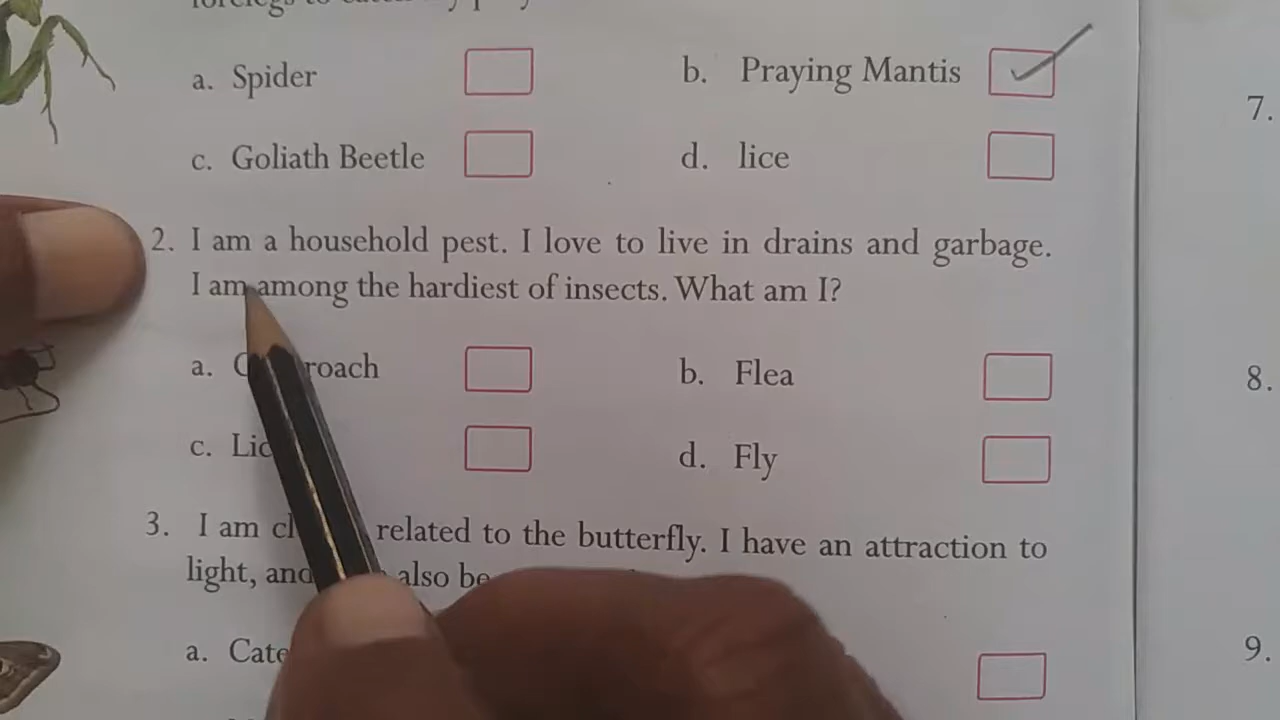 a. Spider b. Praying Mantis
c. Goliath Beetle d. lice
7.
2. I am a household pest. I love to live in drains and garbage.
I am among the hardiest of insects. What am I?
a. b. Flea
8.
c. d. Fly
3. I am related to the butterfly. I have an attraction to
light, and also be
a.
9.